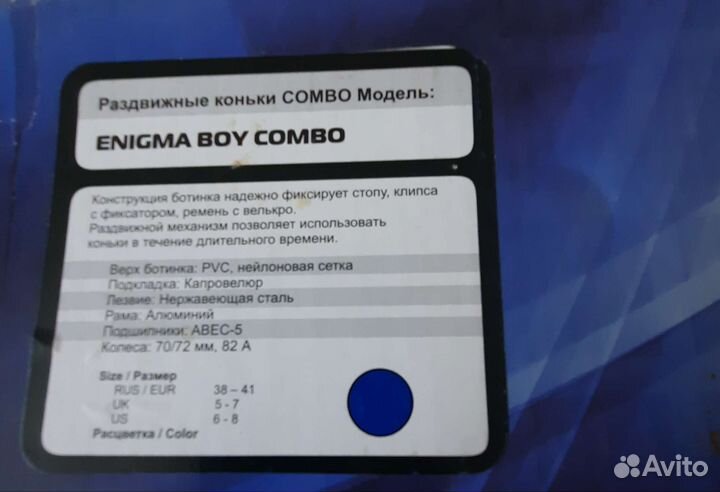 Раздвижные коньки COMBO Модель:
ENIGMA BOY COMBO
Конструкция ботинка надежно фиксирует стопу, клипса
с фиксатором, ремень с велькро.
Раздвижной механизм позволяет использовать
коньки в течение длительного времени.
Верх ботинка: PVC, нейлоновая сетка
Подкладка: Капровелюр
Лезвие: Нержавеющая сталь
Рама: Алюминий
Подшипники: ABEC-5
Колеса: 70/72 мм, 82 А
Size / Размер
RUS / EUR 38 – 41
UK 5 - 7
US 6 - 8
Расцветка / Color
Avito